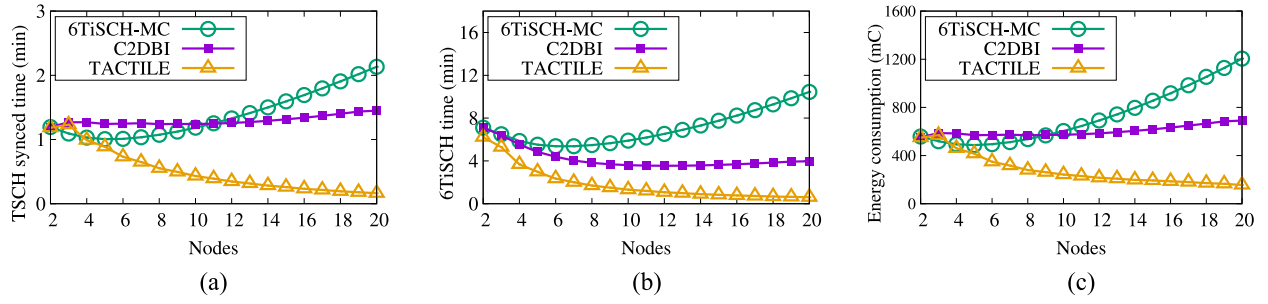 TSCH synced time (min)
3
2
1
0
6TiSCH-MC
C2DBI
TACTILE
2 4 6 8 10 12 14 16 18 20
Nodes
(a)
6TiSCH time (min)
16
12
8
4
0
6TiSCH-MC
C2DBI
TACTILE
2 4 6 8 10 12 14 16 18 20
Nodes
(b)
Energy consumption (mC)
1600
1200
800
400
0
6TiSCH-MC
C2DBI
TACTILE
2 4 6 8 10 12 14 16 18 20
Nodes
(c)